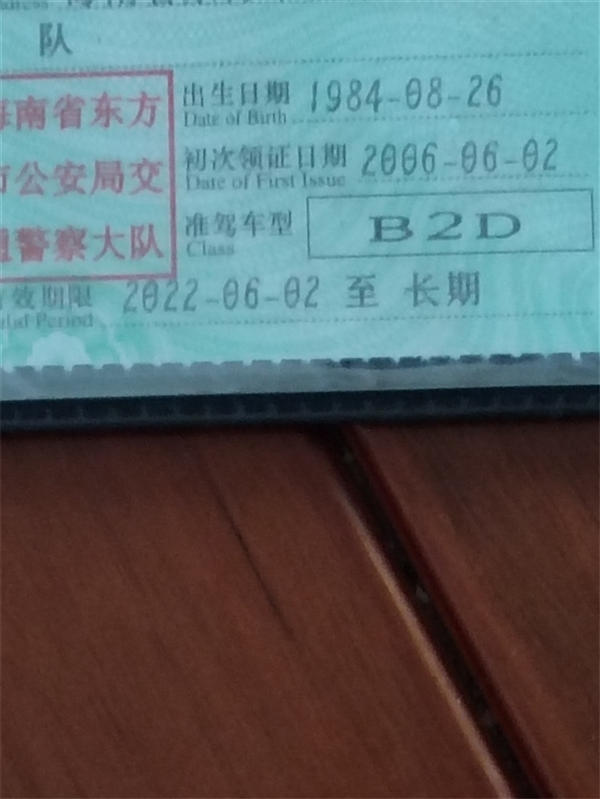 Address
队
海南省东方
市公安局交
通警察大队
出生日期 1984-08-26
Date of Birth
初次领证日期 2006-06-02
Date of First Issue
准驾车型 B2D
Class
有效期限 2022-06-02 至 长期
Valid Period